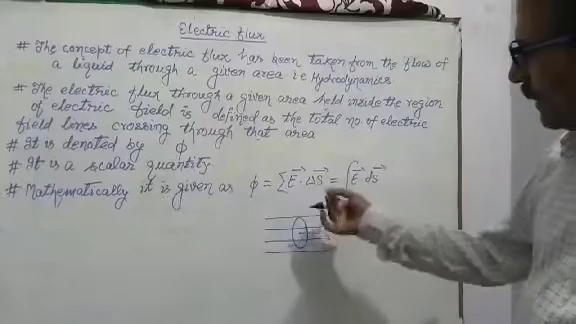 Electric flux
# The concept of electric flux has been taken from the flow of
a liquid through a given area i.e Hydrodynamics
# The electric flux through a given area held inside the region
of electric field is defined as the total no. of electric
field lines crossing through that area
# It is denoted by ϕ
# It is a scalar quantity
# Mathematically it is given as ϕ = ∑ E⃗ · ΔS⃗ = ∫ E⃗ dS⃗